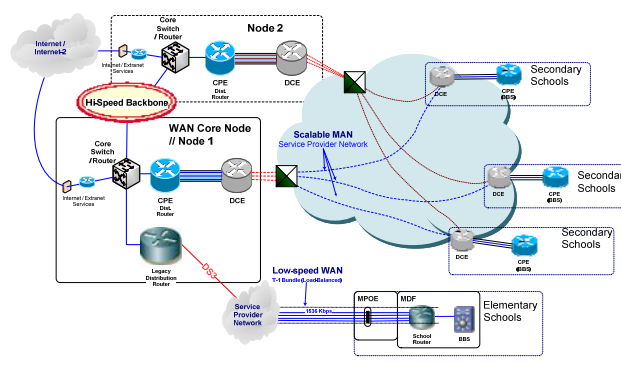 Core
Switch
/ Router
Node 2
Internet /
Internet-2
Internet / Extranet
Services
CPE
Dist.
Router
DCE
Hi-Speed Backbone
DCE
CPE
(BBS)
Secondary
Schools
WAN Core Node
// Node 1
Core
Switch
/Router
Scalable MAN
Service Provider Network
Internet / Extranet
Services
CPE
Dist.
Router
DCE
DCE
CPE
(BBS)
Secondary
Schools
DCE
CPE
(BBS)
Secondary
Schools
Legacy
Distribution
Router
DS3
Low-speed WAN
T-1 Bundle(Load-Balanced)
Service
Provider
Network
1536 Kbps
MPOE
MDF
School
Router
BBS
Elementary
Schools